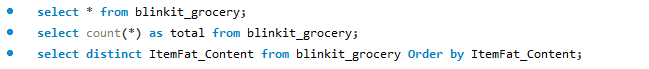 select * from blinkit_grocery;
select count(*) as total from blinkit_grocery;
select distinct ItemFat_Content from blinkit_grocery Order by ItemFat_Content;